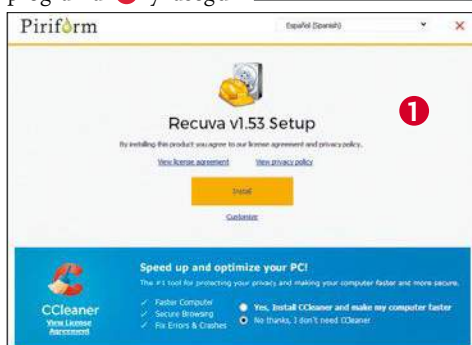 programa 1 y luego un
Piriform
Español (Spanish)
Recuva v1.53 Setup
1
By installing this product you agree to our license agreement and privacy policy.
View license agreement View privacy policy
Install
Customize
Speed up and optimize your PC!
The #1 tool for protecting your privacy and making your computer faster and more secure.
✓ Faster Computer
✓ Secure Browsing
✓ Fix Errors & Crashes
Yes, Install CCleaner and make my computer faster
No thanks, I don't need CCleaner
CCleaner
View License
Agreement